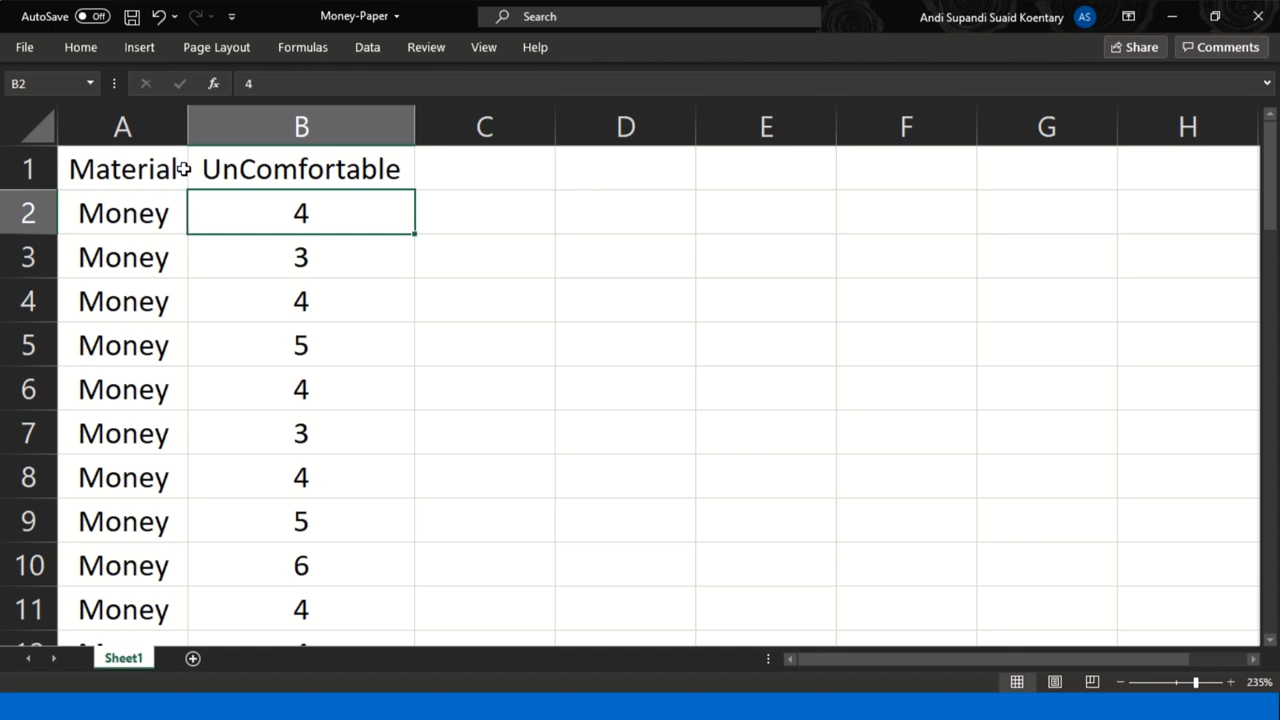 AutoSave Off Money-Paper Search Andi Supandi Suaid Koentary AS
File Home Insert Page Layout Formulas Data Review View Help Share Comments
B2 fx 4
A B C D E F G H
1 Material UnComfortable
2 Money 4
3 Money 3
4 Money 4
5 Money 5
6 Money 4
7 Money 3
8 Money 4
9 Money 5
10 Money 6
11 Money 4
Sheet1
235%